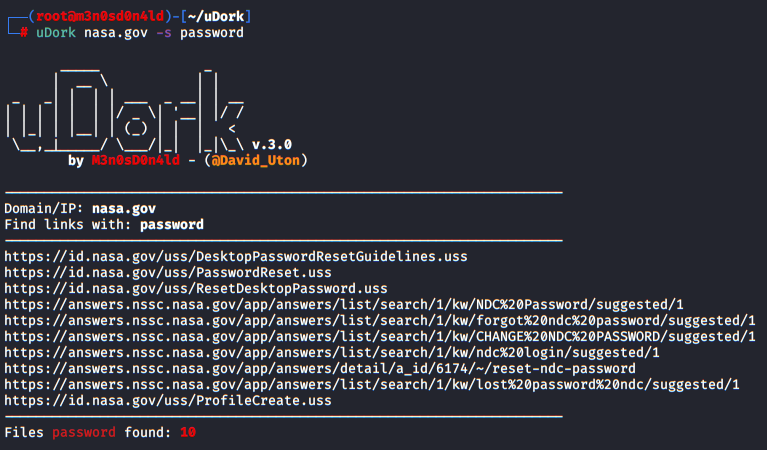 (root@m3n0sd0n4ld)-[~/uDork]
# uDork nasa.gov -s password
uDork
v.3.0
by M3n0sD0n4ld - (@David_Uton)
Domain/IP: nasa.gov
Find links with: password
https://id.nasa.gov/uss/DesktopPasswordResetGuidelines.uss
https://id.nasa.gov/uss/PasswordReset.uss
https://id.nasa.gov/uss/ResetDesktopPassword.uss
https://answers.nssc.nasa.gov/app/answers/list/search/1/kw/NDC%20Password/suggested/1
https://answers.nssc.nasa.gov/app/answers/list/search/1/kw/forgot%20ndc%20password/suggested/1
https://answers.nssc.nasa.gov/app/answers/list/search/1/kw/CHANGE%20NDC%20PASSWORD/suggested/1
https://answers.nssc.nasa.gov/app/answers/list/search/1/kw/ndc%20login/suggested/1
https://answers.nssc.nasa.gov/app/answers/detail/a_id/6174/~/reset-ndc-password
https://answers.nssc.nasa.gov/app/answers/list/search/1/kw/lost%20password%20ndc/suggested/1
https://id.nasa.gov/uss/ProfileCreate.uss
Files password found: 10